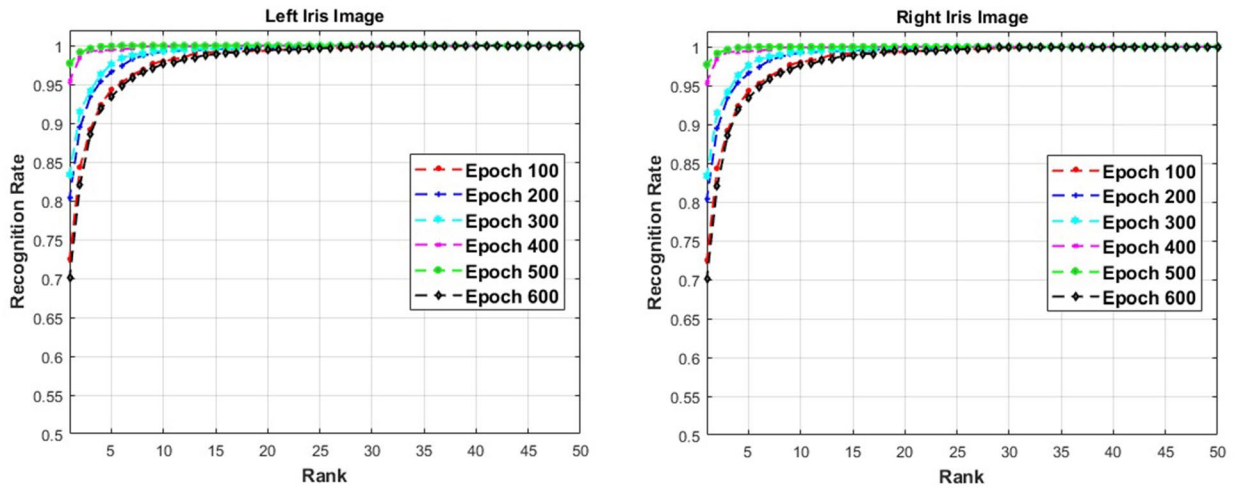 Left Iris Image
1
0.95
0.9
0.85
0.8
0.75
0.7
0.65
0.6
0.55
0.5
Recognition Rate
Epoch 100
Epoch 200
Epoch 300
Epoch 400
Epoch 500
Epoch 600
5 10 15 20 25 30 35 40 45 50
Rank
Right Iris Image
1
0.95
0.9
0.85
0.8
0.75
0.7
0.65
0.6
0.55
0.5
Recognition Rate
Epoch 100
Epoch 200
Epoch 300
Epoch 400
Epoch 500
Epoch 600
5 10 15 20 25 30 35 40 45 50
Rank